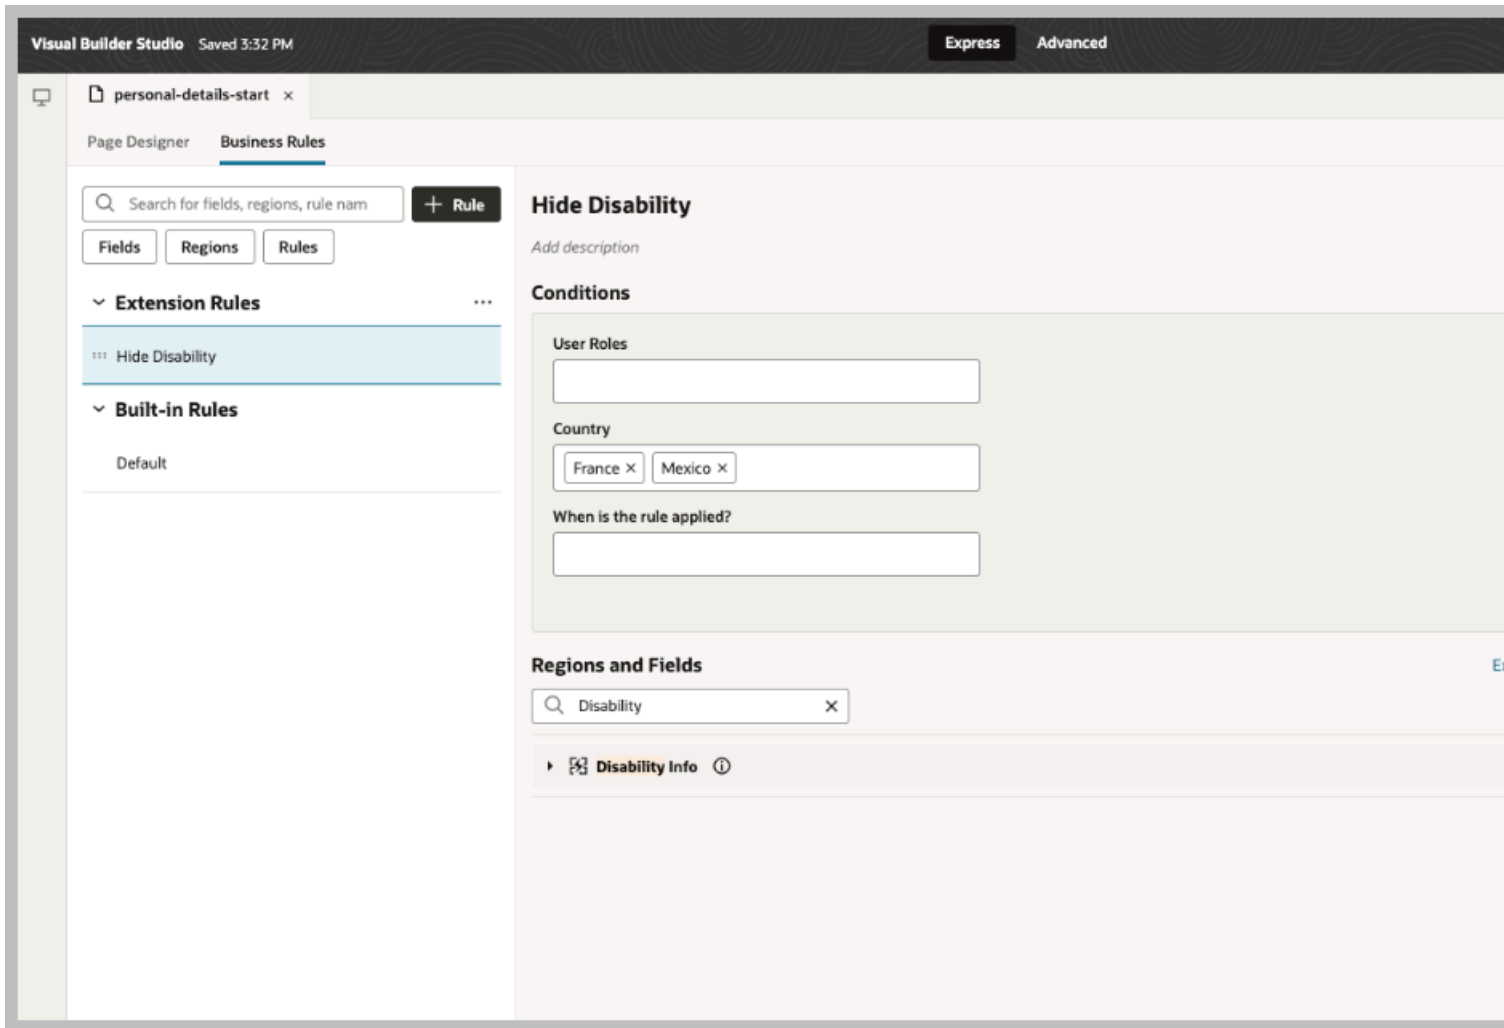 Visual Builder Studio Saved 3:32 PM Express Advanced
personal-details-start ×
Page Designer Business Rules
Search for fields, regions, rule nam + Rule
Fields Regions Rules
Extension Rules ...
Hide Disability
Built-in Rules
Default
Hide Disability
Add description
Conditions
User Roles
Country
France × Mexico ×
When is the rule applied?
Regions and Fields
Disability ×
Disability Info